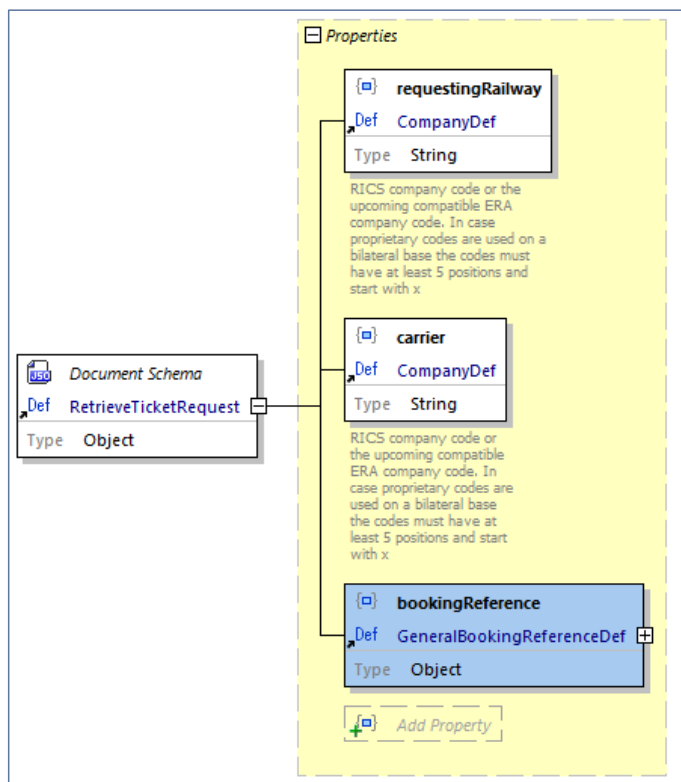 Properties
requestingRailway
Def CompanyDef
Type String
RICS company code or the
upcoming compatible ERA
company code. In case
proprietary codes are used on a
bilateral base the codes must
have at least 5 positions and
start with x
carrier
Def CompanyDef
Type String
RICS company code or
the upcoming compatible
ERA company code. In
case proprietary codes are
used on a bilateral base
the codes must have at
least 5 positions and start
with x
JSO Document Schema
Def RetrieveTicketRequest
Type Object
bookingReference
Def GeneralBookingReferenceDef
Type Object
Add Property